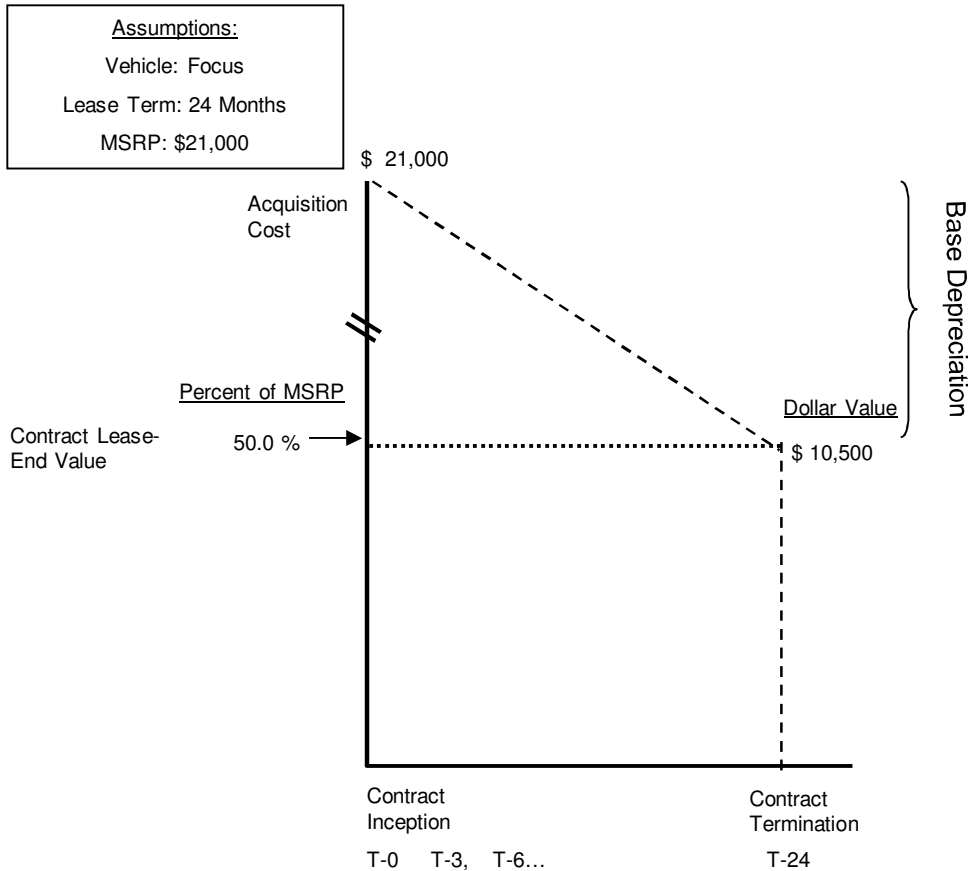 Assumptions:
Vehicle: Focus
Lease Term: 24 Months
MSRP: $21,000
$ 21,000
Acquisition
Cost
Base Depreciation
Percent of MSRP
Dollar Value
Contract Lease-
End Value
50.0 %
$ 10,500
Contract
Inception
Contract
Termination
T-0 T-3, T-6...
T-24